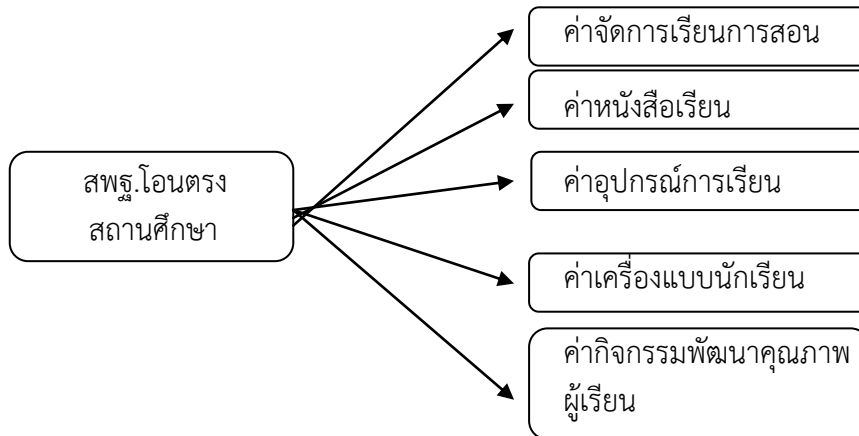 สพฐ.โอนตรง
สถานศึกษา
ค่าจัดการเรียนการสอน
ค่าหนังสือเรียน
ค่าอุปกรณ์การเรียน
ค่าเครื่องแบบนักเรียน
ค่ากิจกรรมพัฒนาคุณภาพ
ผู้เรียน